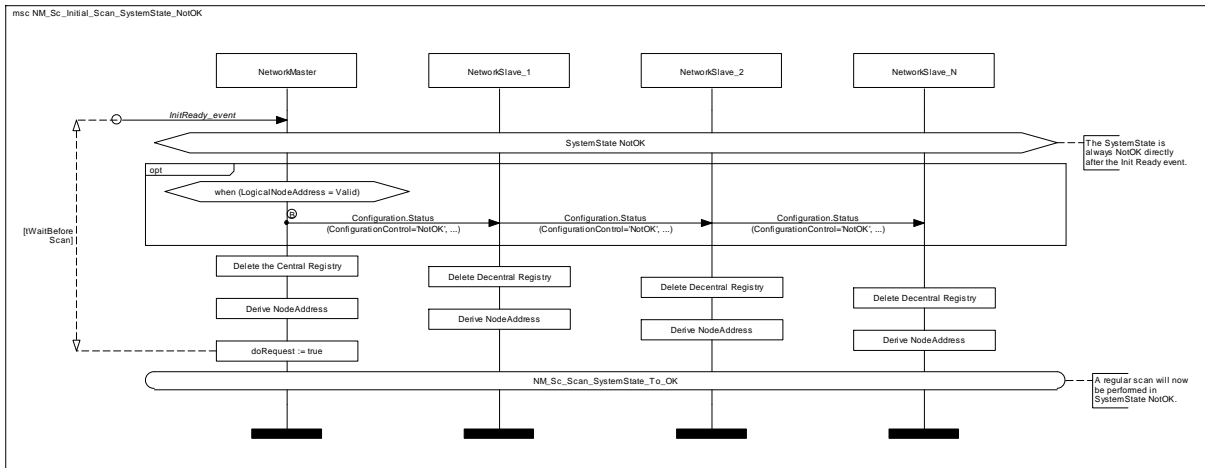 msc NM_Sc_Initial_Scan_SystemState_NotOK
NetworkMaster
NetworkSlave_1
NetworkSlave_2
NetworkSlave_N
InitReady_event
SystemState NotOK
The SystemState is
always NotOK directly
after the Init Ready event.
opt
when (LogicalNodeAddress = Valid)
B
Configuration.Status
(ConfigurationControl='NotOK', ...)
Configuration.Status
(ConfigurationControl='NotOK', ...)
Configuration.Status
(ConfigurationControl='NotOK', ...)
[tWaitBefore
Scan]
Delete the Central Registry
Delete Decentral Registry
Delete Decentral Registry
Delete Decentral Registry
Derive NodeAddress
Derive NodeAddress
Derive NodeAddress
Derive NodeAddress
doRequest := true
NM_Sc_Scan_SystemState_To_OK
A regular scan will now
be performed in
SystemState NotOK.